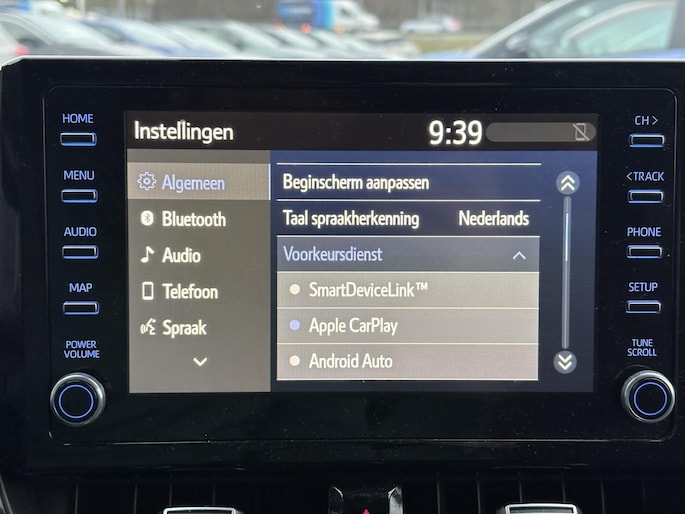 HOME
MENU
AUDIO
MAP
POWER
VOLUME
Instellingen
9:39
Algemeen
Bluetooth
Audio
Telefoon
Spraak
Beginscherm aanpassen
Taal spraakherkenning Nederlands
Voorkeursdienst
SmartDeviceLink™
Apple CarPlay
Android Auto
CH >
< TRACK
PHONE
SETUP
TUNE
SCROLL